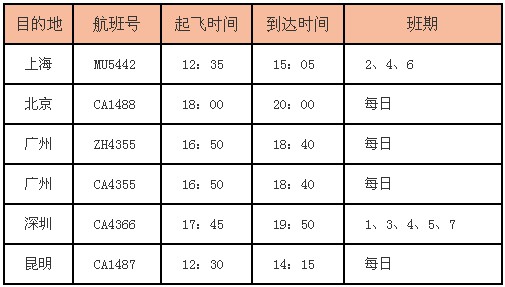 目的地 航班号 起飞时间 到达时间 班期
上海 MU5442 12：35 15：05 2、4、6
北京 CA1488 18：00 20：00 每日
广州 ZH4355 16：50 18：40 每日
广州 CA4355 16：50 18：40 每日
深圳 CA4366 17：45 19：50 1、3、4、5、7
昆明 CA1487 12：30 14：15 每日